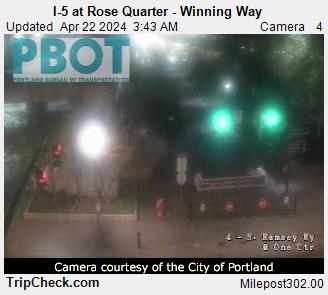 I-5 at Rose Quarter - Winning Way
Updated Apr 22 2024 3:43 AM Camera 4
PBOT
PORTLAND BUREAU OF TRANSPORTATION
4 - N. Ramsey Wy
W One Ctr
Camera courtesy of the City of Portland
TripCheck.com Milepost302.00